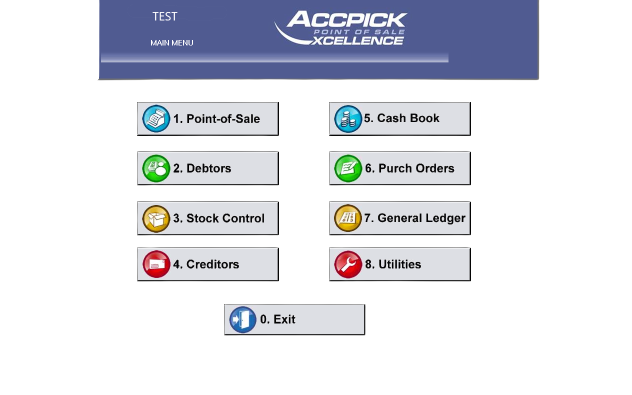 TEST
MAIN MENU
ACCPICK
POINT OF SALE
XCELLENCE
1. Point-of-Sale
2. Debtors
3. Stock Control
4. Creditors
5. Cash Book
6. Purch Orders
7. General Ledger
8. Utilities
0. Exit